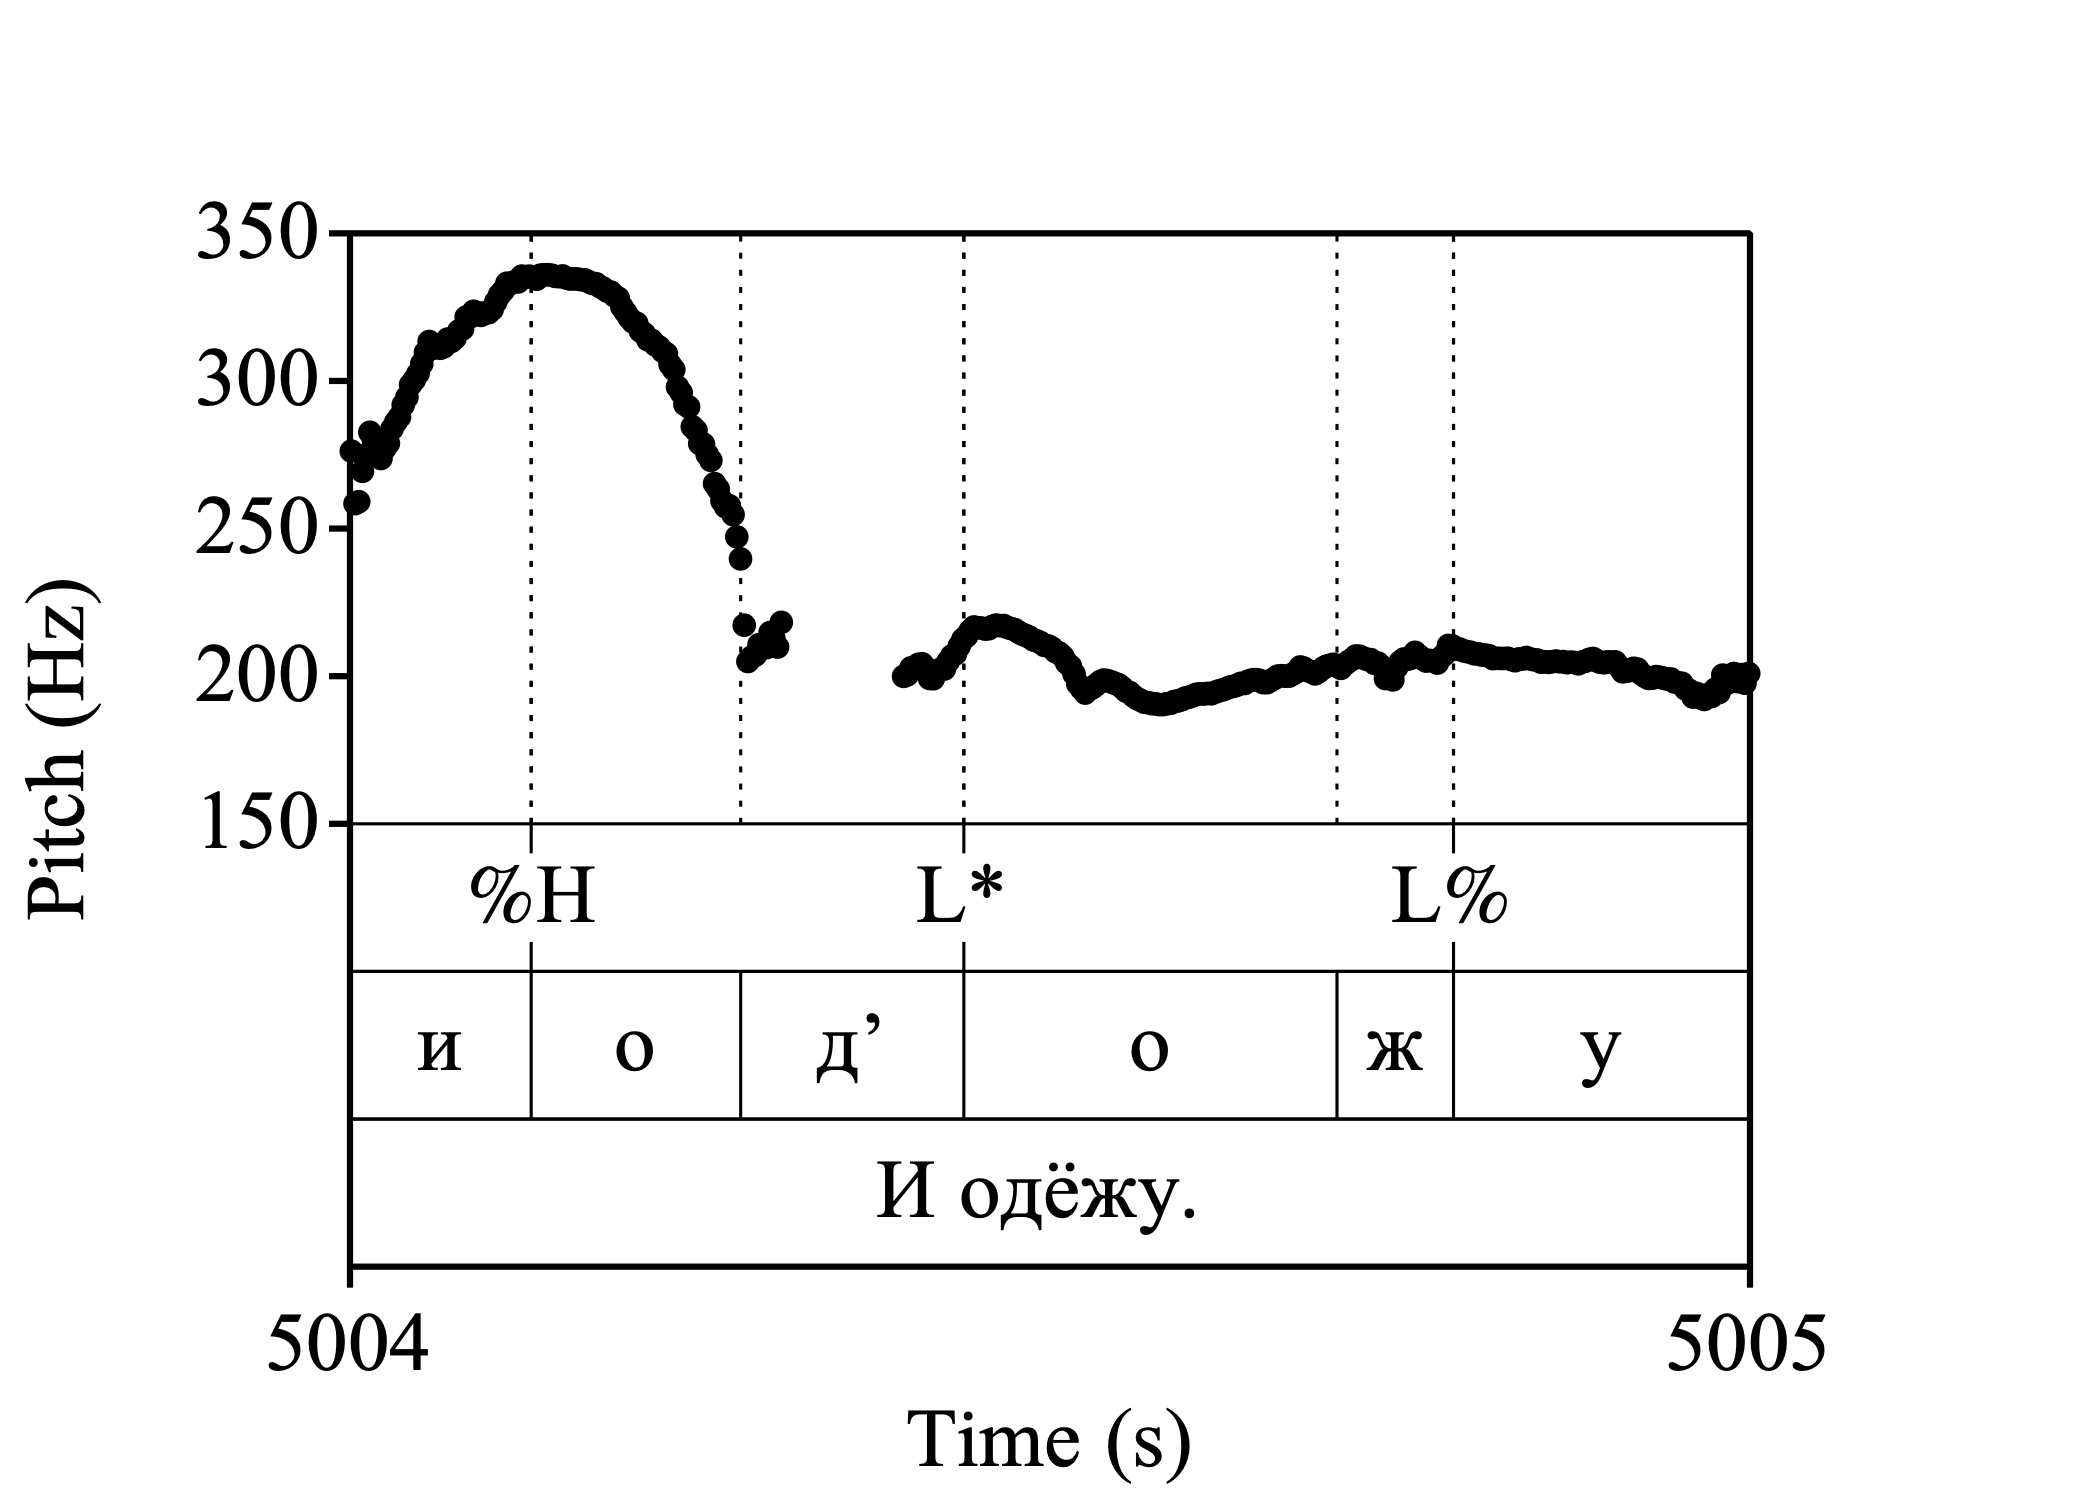 350
300
250
200
150
Pitch (Hz)
%H L* L%
и о д’ о ж у
И одёжу.
5004 5005
Time (s)